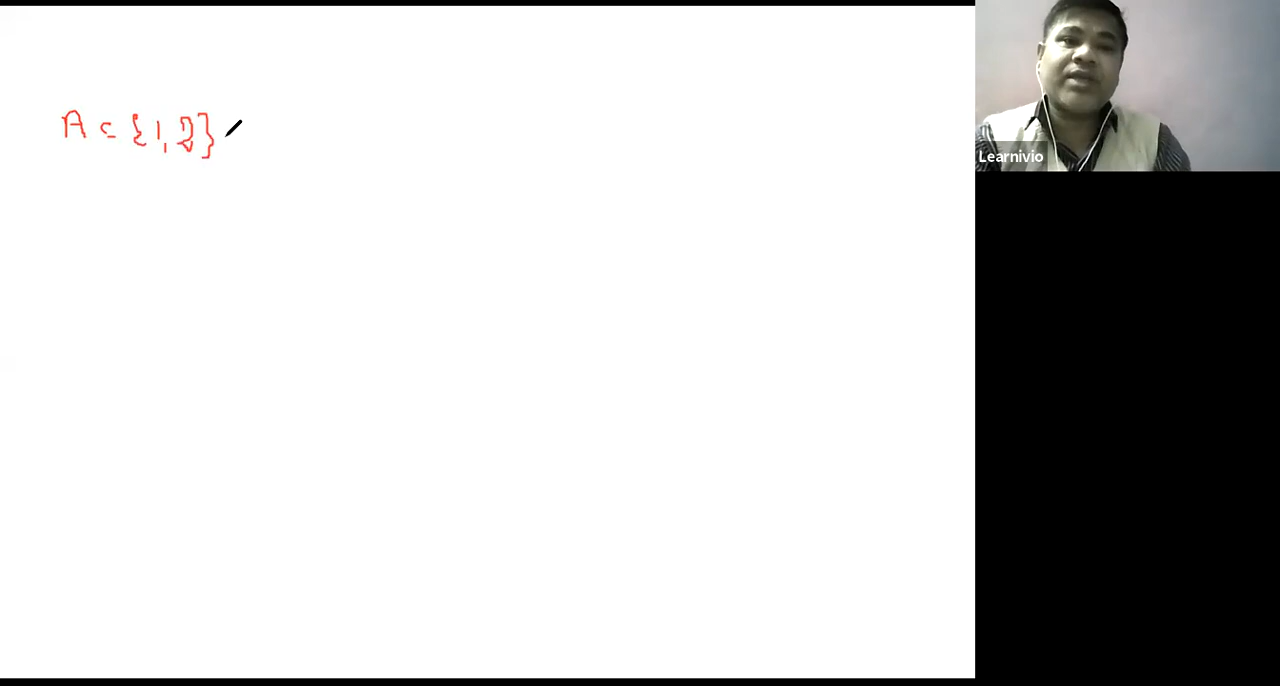 A = {1, 2}
Learnivio